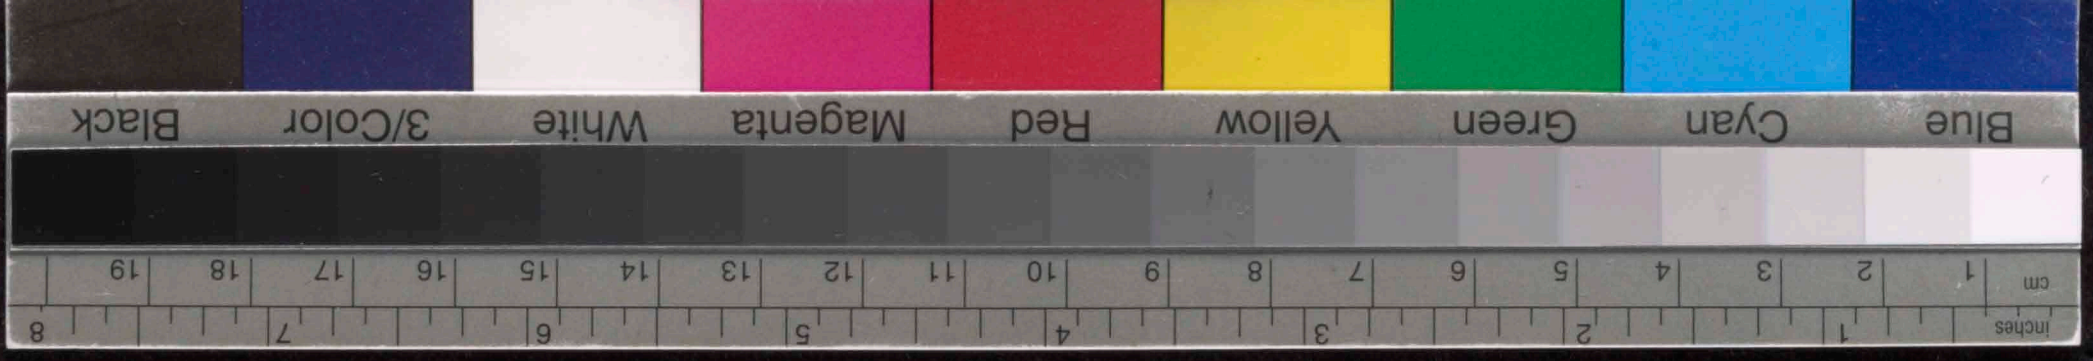 inches 1 2 3 4 5 6 7 8
cm 1 2 3 4 5 6 7 8 9 10 11 12 13 14 15 16 17 18 19
Blue Cyan Green Yellow Red Magenta White 3/Color Black